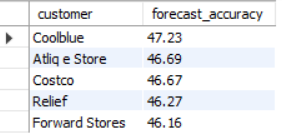 customer forecast_accuracy
Coolblue 47.23
Atliq e Store 46.69
Costco 46.67
Relief 46.27
Forward Stores 46.16